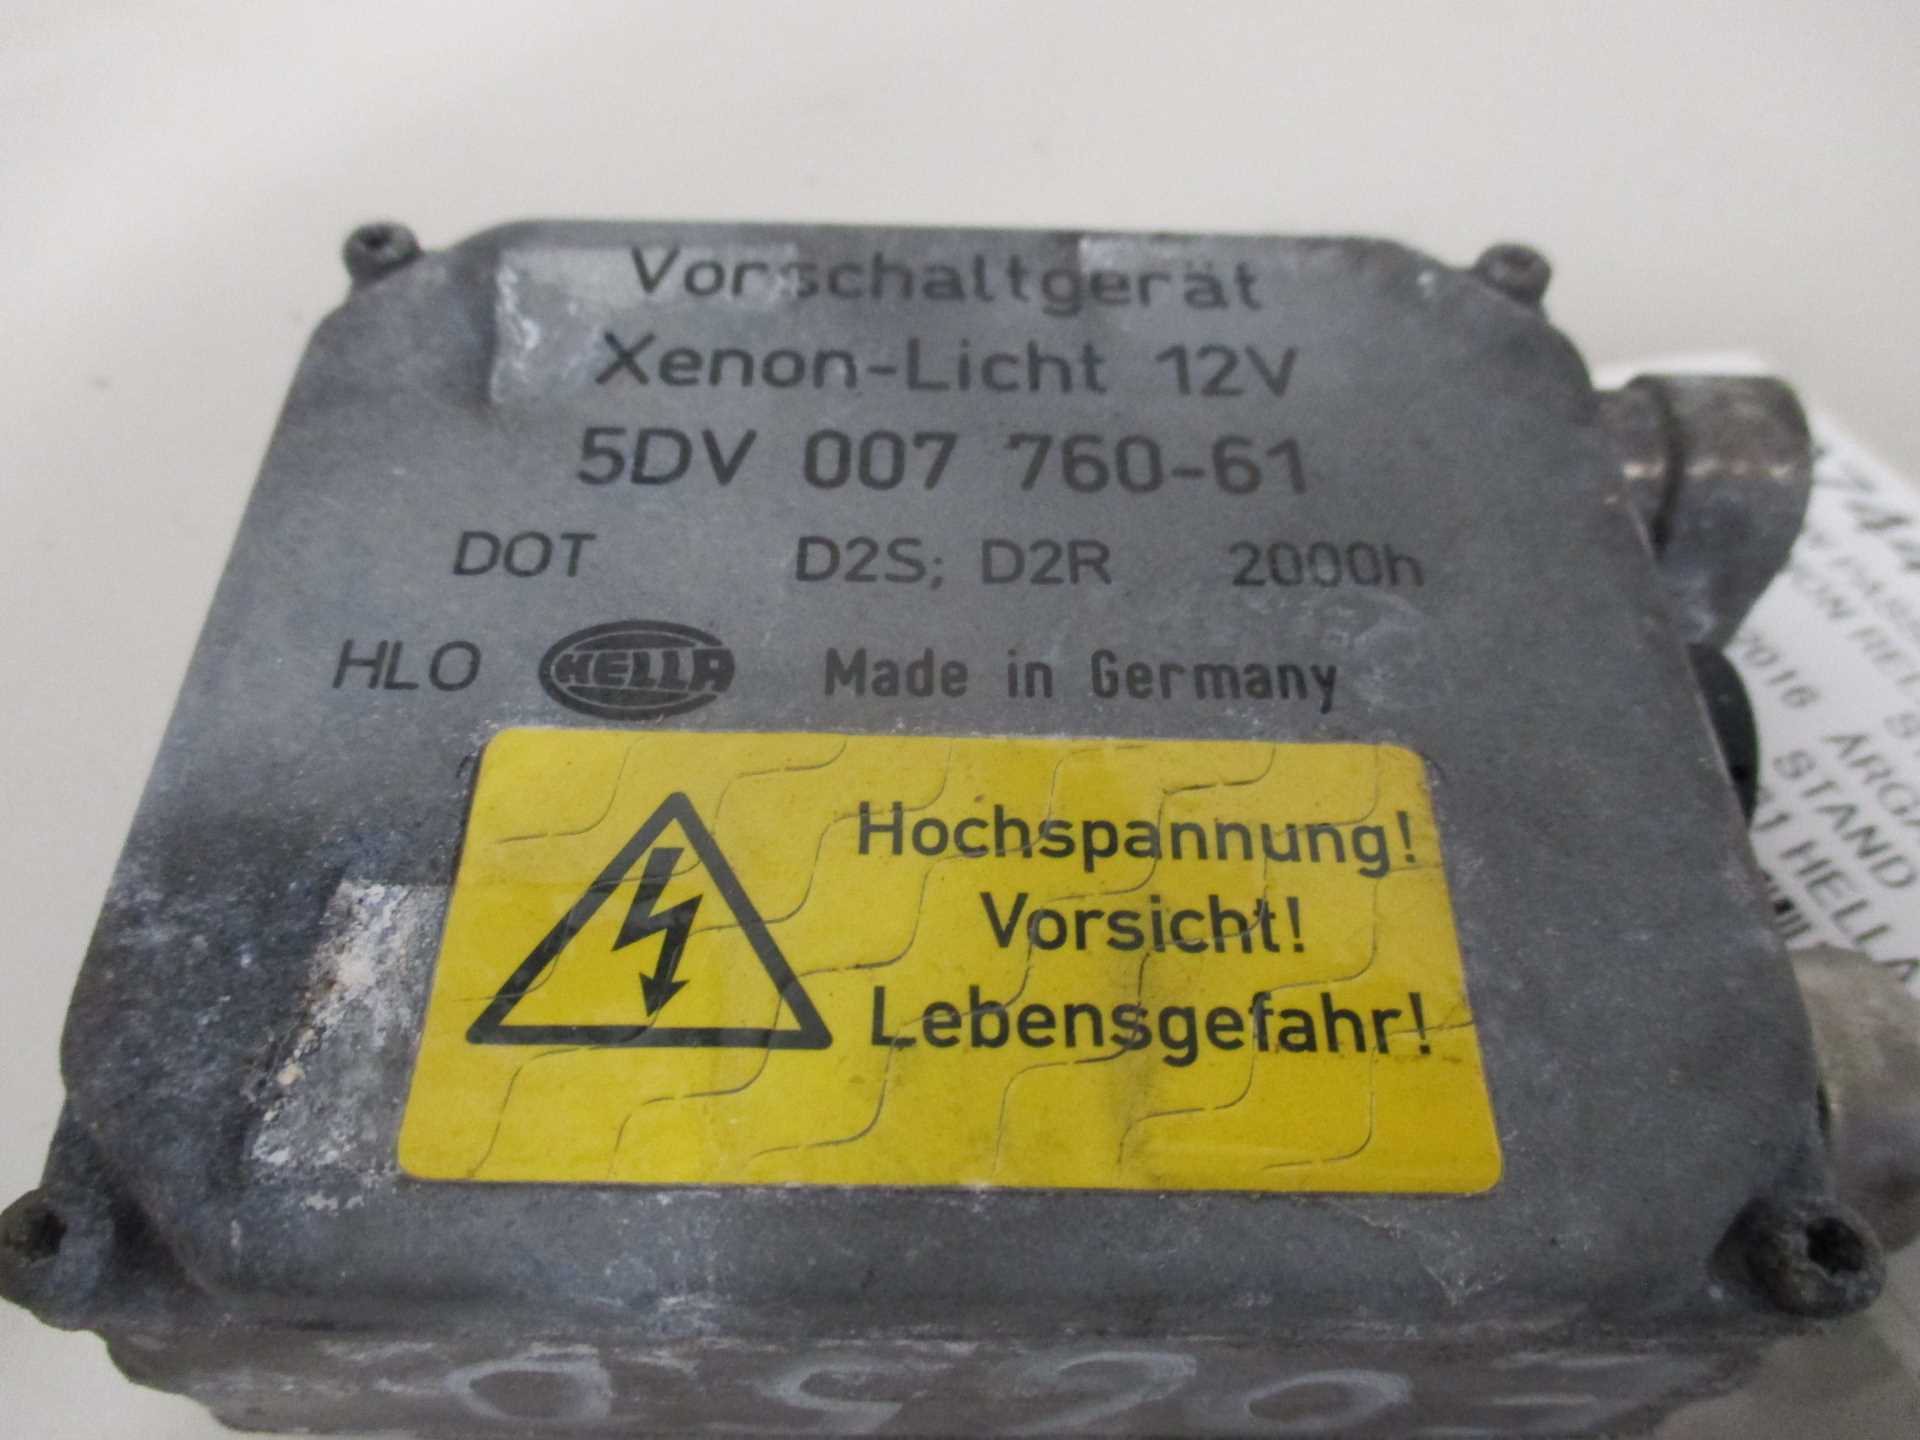 Vorschaltgerät
Xenon-Licht 12V
5DV 007 760-61
DOT D2S; D2R 2000h
HLO HELLA Made in Germany
Hochspannung!
Vorsicht!
Lebensgefahr!
2016
STAND
HELLA